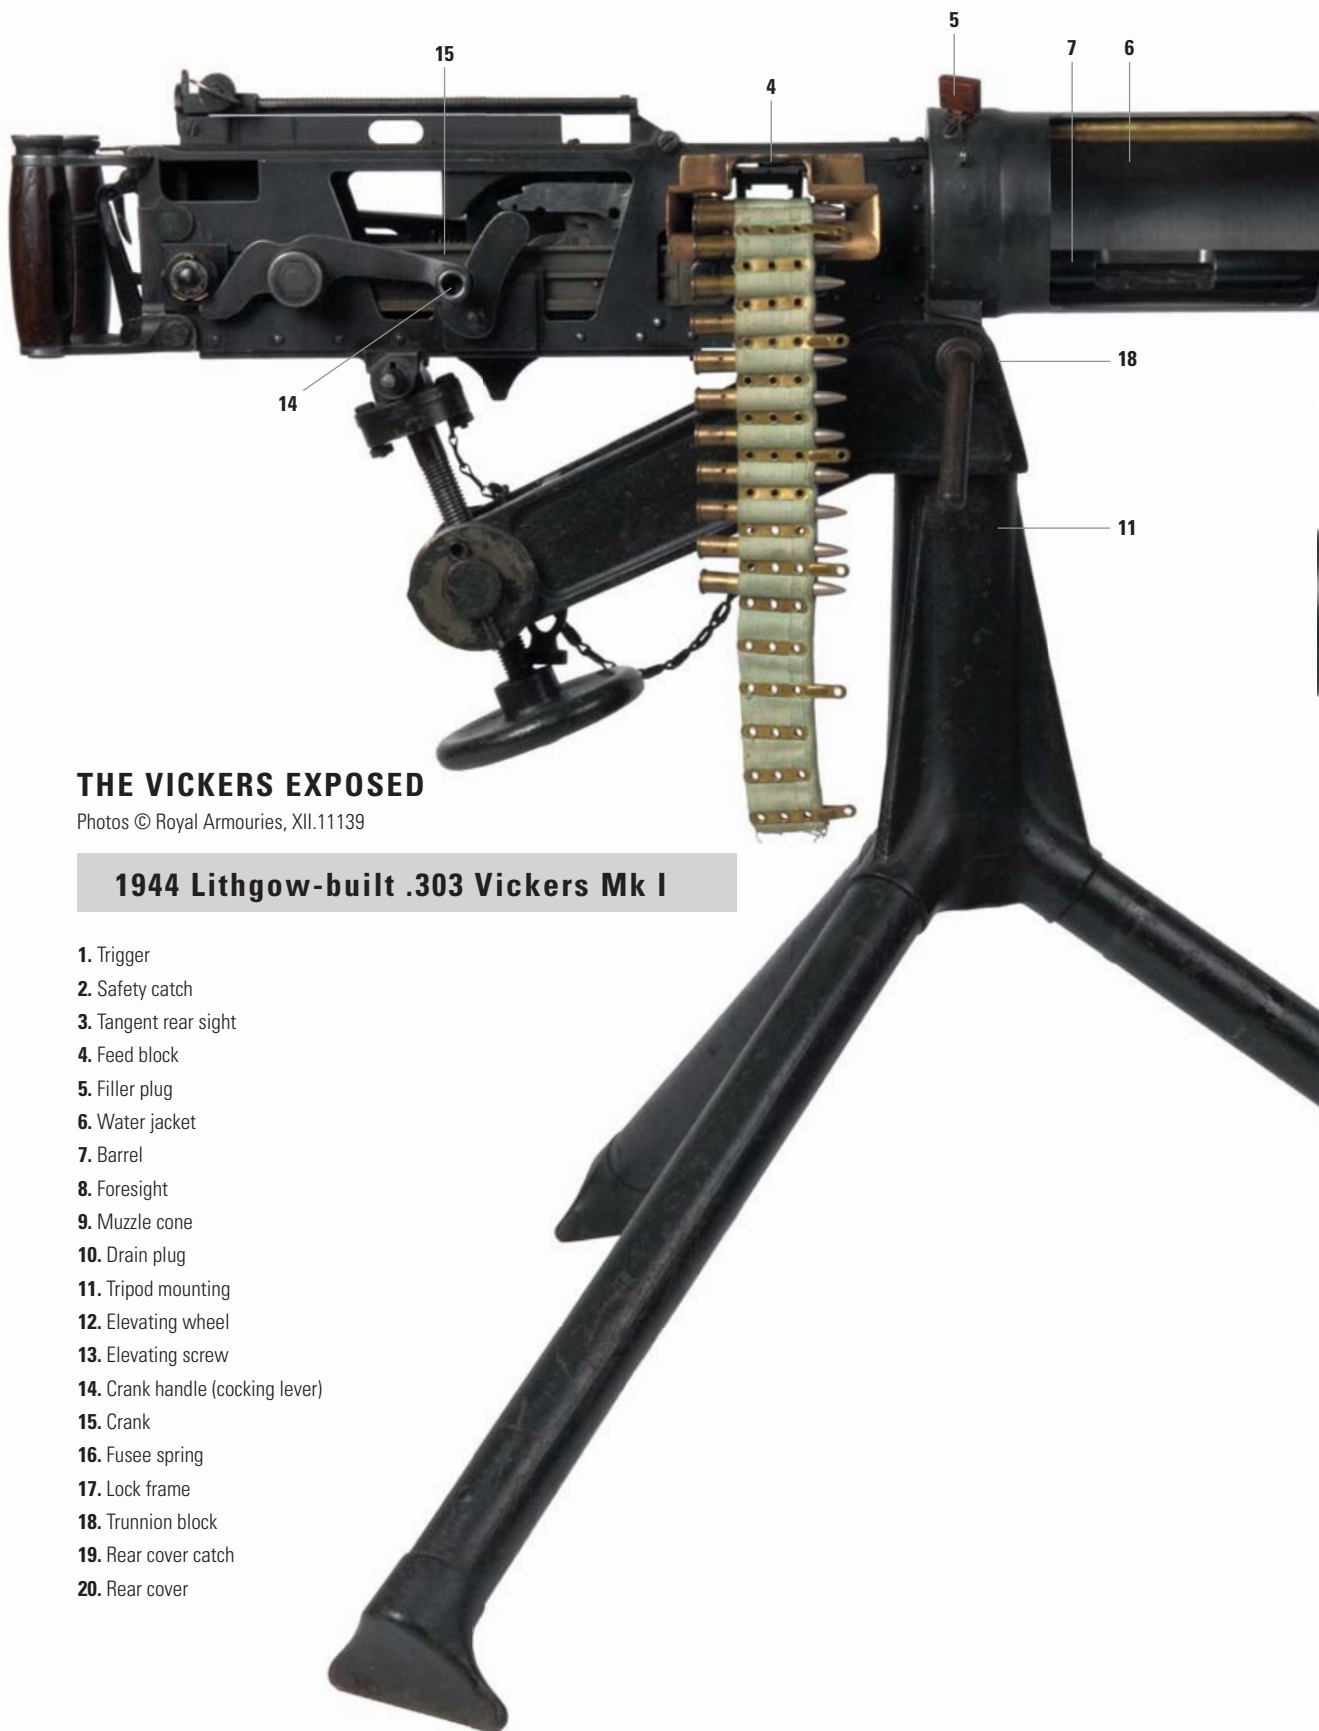 5
7 6
15
4
14
18
11
THE VICKERS EXPOSED
Photos © Royal Armouries, XII.11139
1944 Lithgow-built .303 Vickers Mk I
1. Trigger
2. Safety catch
3. Tangent rear sight
4. Feed block
5. Filler plug
6. Water jacket
7. Barrel
8. Foresight
9. Muzzle cone
10. Drain plug
11. Tripod mounting
12. Elevating wheel
13. Elevating screw
14. Crank handle (cocking lever)
15. Crank
16. Fusee spring
17. Lock frame
18. Trunnion block
19. Rear cover catch
20. Rear cover